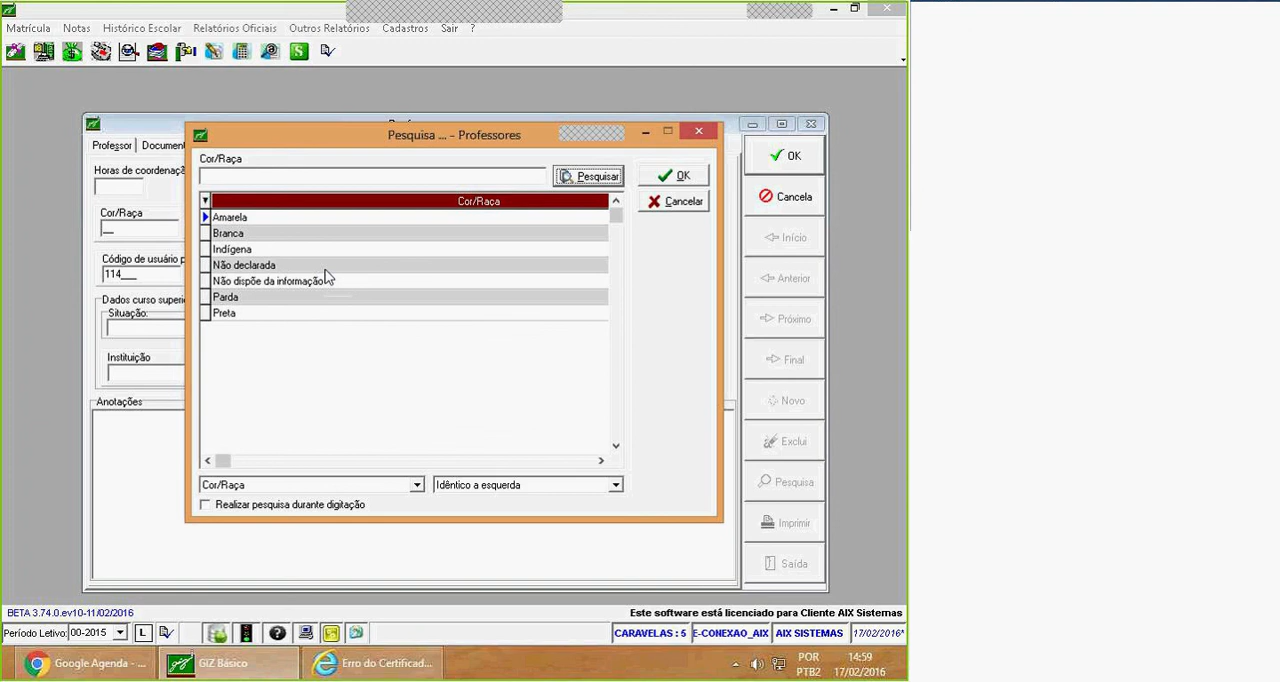 Matrícula Notas Histórico Escolar Relatórios Oficiais Outros Relatórios Cadastros Sair ?
Professor Document
Horas de coordenaçã
Cor/Raça
__
Código de usuário p
114___
Dados curso superio
Situação:
Instituição
Anotações
Pesquisa ... - Professores
Cor/Raça
Pesquisar
OK
Cancelar
Cor/Raça
Amarela
Branca
Indígena
Não declarada
Não dispõe da informação
Parda
Preta
Cor/Raça
Idêntico a esquerda
Realizar pesquisa durante digitação
OK
Cancela
Início
Anterior
Próximo
Final
Novo
Exclui
Pesquisa
Imprimir
Saída
BETA 3.74.0.ev10-11/02/2016
Este software está licenciado para Cliente AIX Sistemas
Período Letivo: 00-2015 L
CARAVELAS : 5 E-CONEXAO_AIX AIX SISTEMAS 17/02/2016*
Google Agenda - ... GIZ Básico Erro do Certificad...
POR 14:59
PTB2 17/02/2016